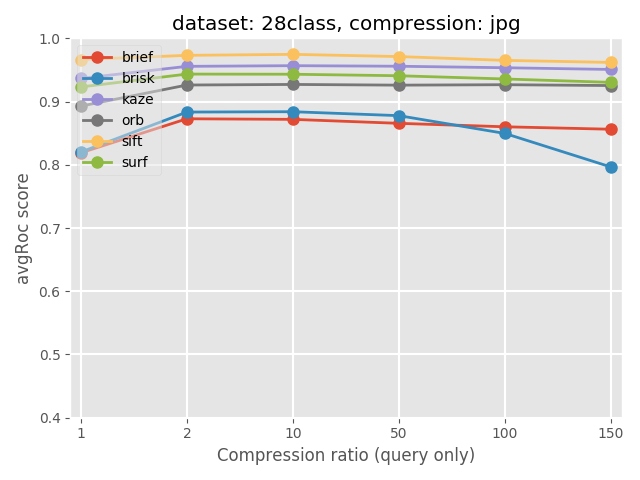 dataset: 28class, compression: jpg
1.0
0.9
0.8
0.7
0.6
0.5
0.4
avgRoc score
brief
brisk
kaze
orb
sift
surf
1 2 10 50 100 150
Compression ratio (query only)